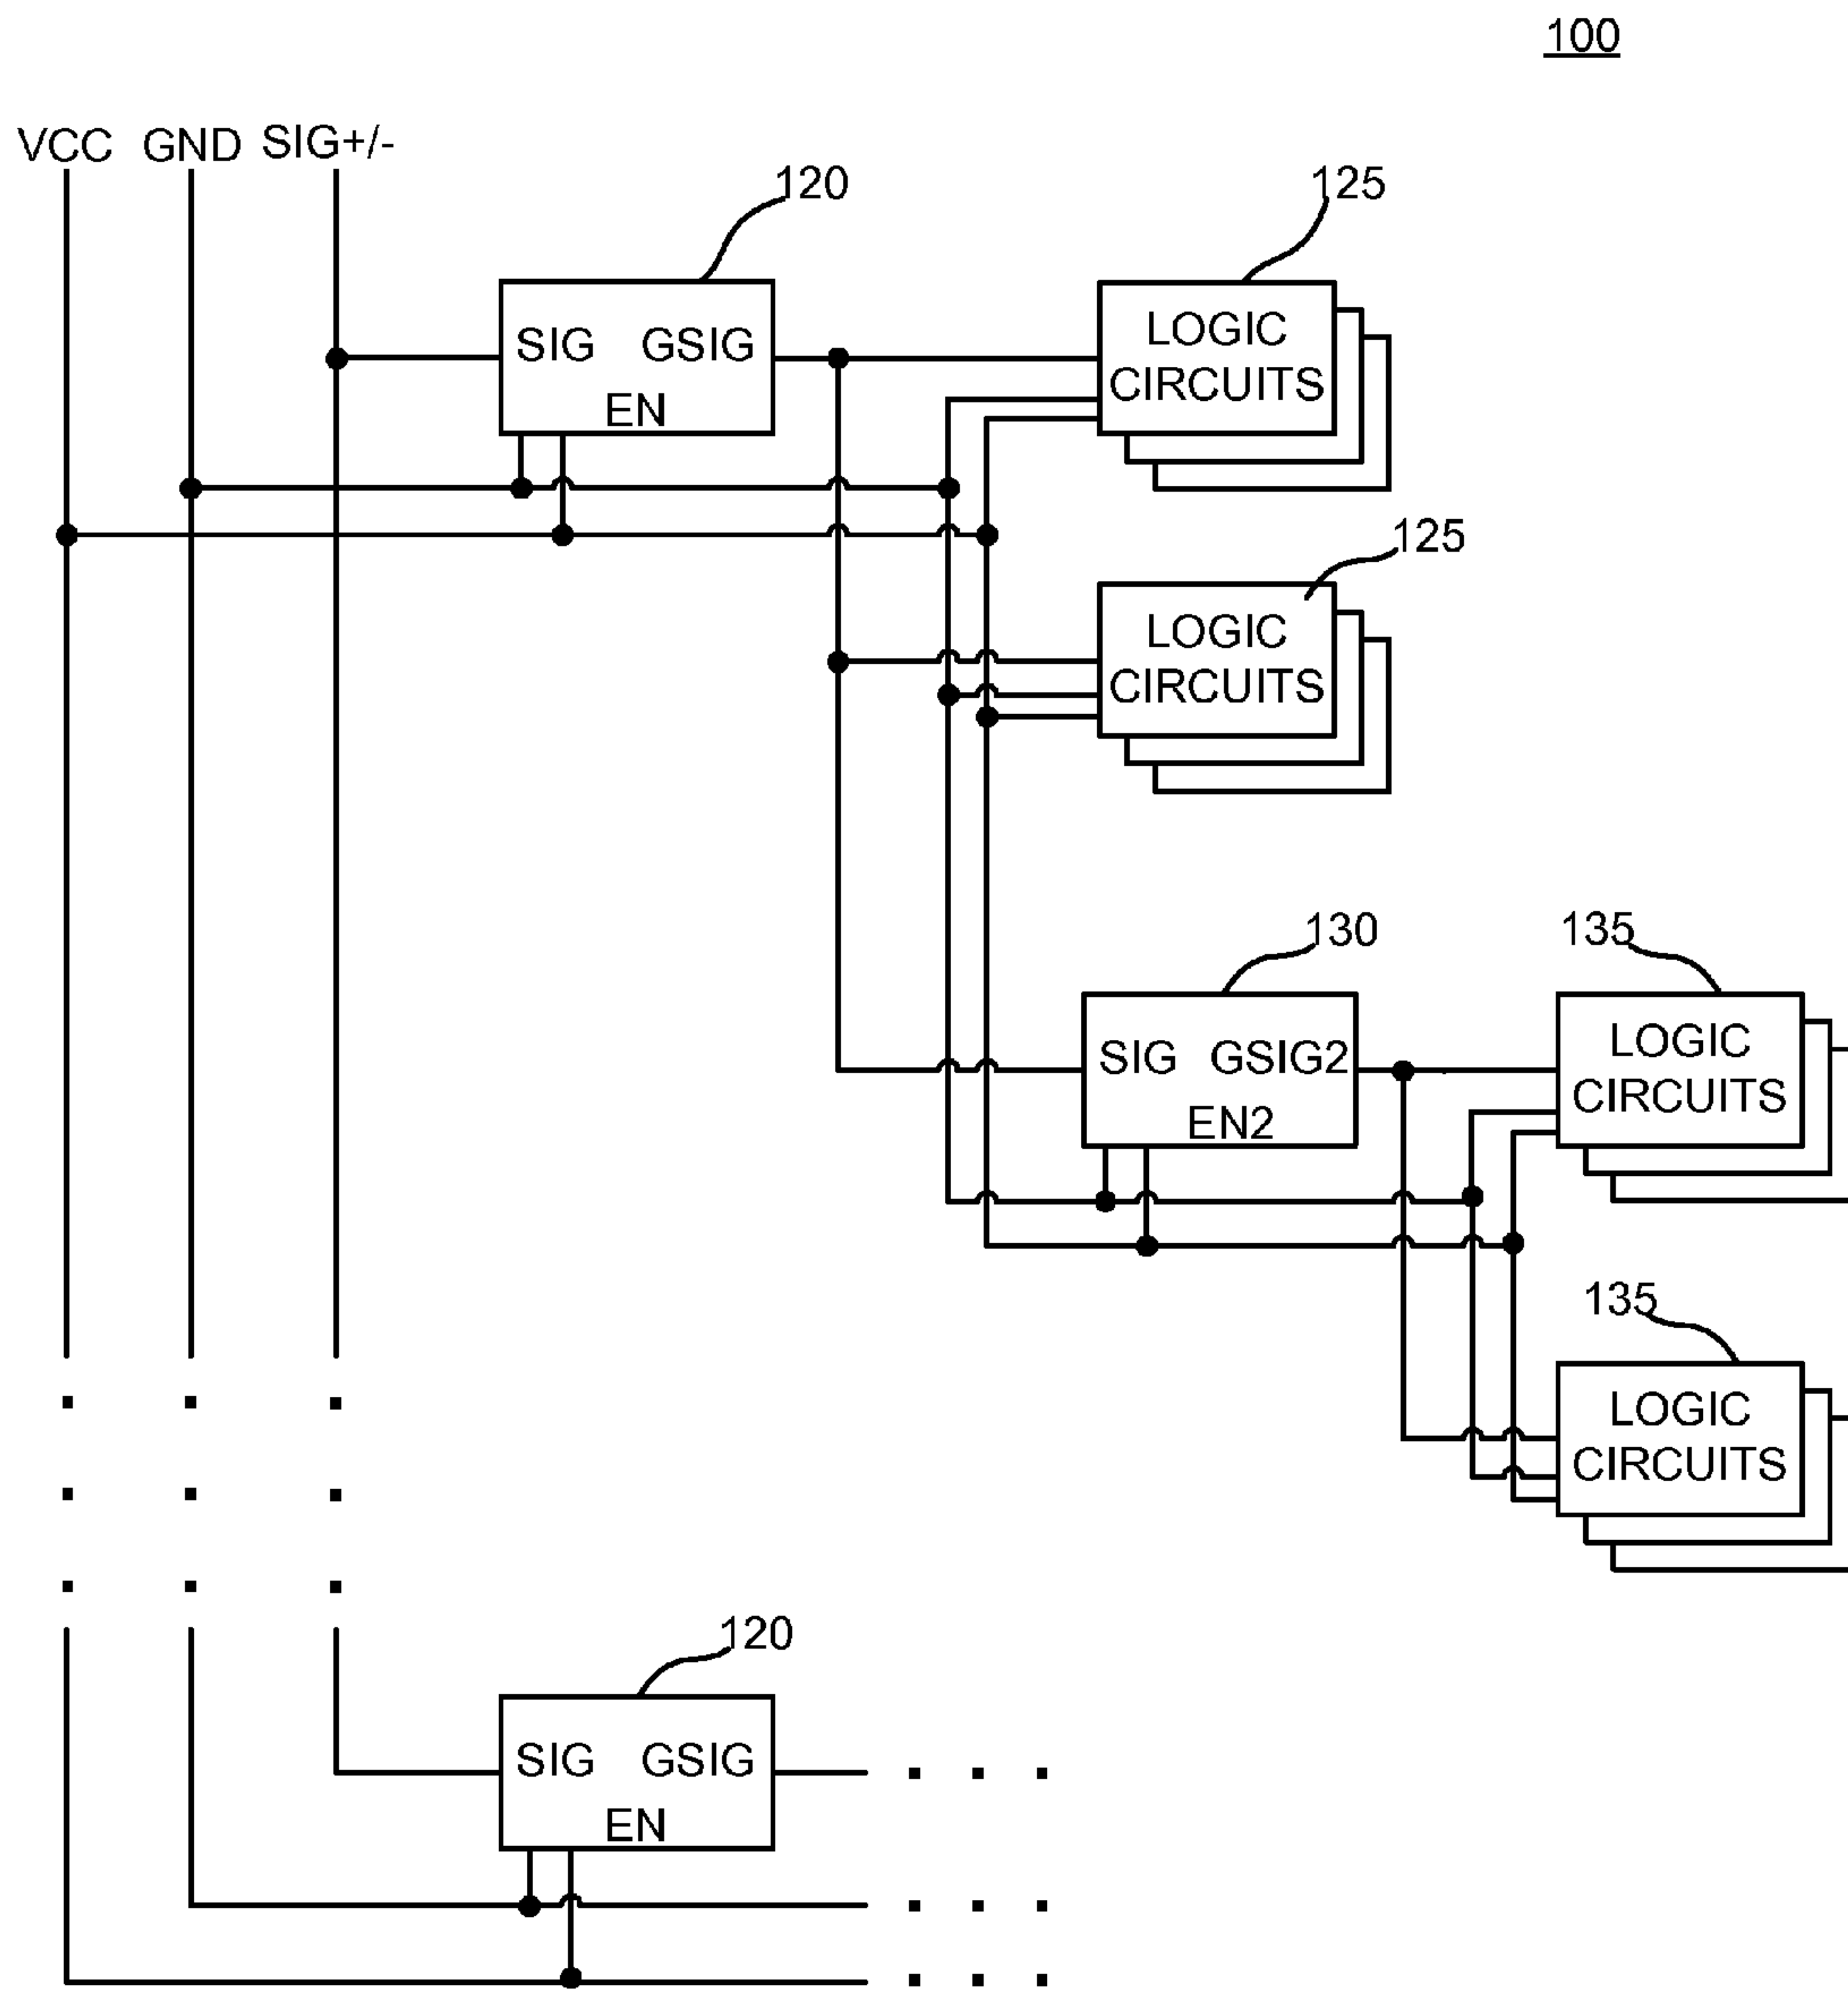 100
VCC GND SIG+/-
120
125
SIG GSIG
EN
LOGIC
CIRCUITS
125
LOGIC
CIRCUITS
130
135
SIG GSIG2
EN2
LOGIC
CIRCUITS
135
LOGIC
CIRCUITS
120
SIG GSIG
EN